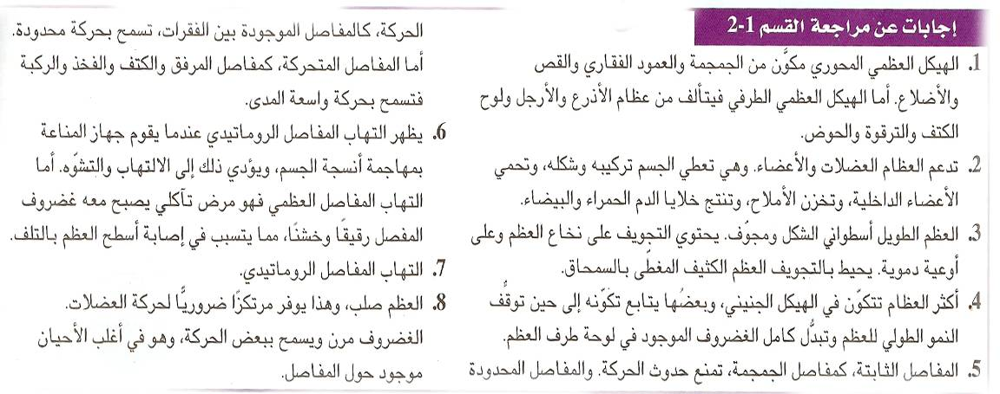 إجابات عن مراجعة القسم 1-2
1. الهيكل العظمي المحوري مكوَّن من الجمجمة والعمود الفقاري والقص
والأضلاع. أما الهيكل العظمي الطرفي فيتألف من عظام الأذرع والأرجل ولوح
الكتف والترقوة والحوض.
2. تدعم العظام العضلات والأعضاء. وهي تعطي الجسم تركيبه وشكله، وتحمي
الأعضاء الداخلية، وتخزن الأملاح، وتنتج خلايا الدم الحمراء والبيضاء.
3. العظم الطويل أسطواني الشكل ومجوّف. يحتوي التجويف على نخاع العظم وعلى
أوعية دموية. يحيط بالتجويف العظم الكثيف المغطّى بالسمحاق.
4. أكثر العظام تتكوّن في الهيكل الجنيني، وبعضُها يتابع تكوّنه إلى حين توقُّف
النمو الطولي للعظم وتبدُّل كامل الغضروف الموجود في لوحة طرف العظم.
5. المفاصل الثابتة، كمفاصل الجمجمة، تمنع حدوث الحركة. والمفاصل المحدودة
الحركة، كالمفاصل الموجودة بين الفقرات، تسمح بحركة محدودة.
أما المفاصل المتحركة، كمفاصل المرفق والكتف والفخذ والركبة
فتسمح بحركة واسعة المدى.
6. يظهر التهاب المفاصل الروماتيدي عندما يقوم جهاز المناعة
بمهاجمة أنسجة الجسم، ويؤدي ذلك إلى الالتهاب والتشوّه. أما
التهاب المفاصل العظمي فهو مرض تآكلي يصبح معه غضروف
المفصل رقيقًا وخشنًا، مما يتسبب في إصابة أسطح العظم بالتلف.
7. التهاب المفاصل الروماتيدي.
8. العظم صلب، وهذا يوفر مرتكزًا ضروريًّا لحركة العضلات.
الغضروف مرن ويسمح ببعض الحركة، وهو في أغلب الأحيان
موجود حول المفاصل.